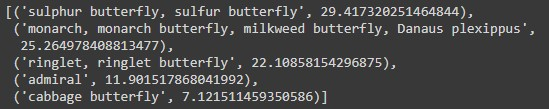 [('sulphur butterfly, sulfur butterfly', 29.417320251464844),
('monarch, monarch butterfly, milkweed butterfly, Danaus plexippus',
25.264978408813477),
('ringlet, ringlet butterfly', 22.10858154296875),
('admiral', 11.901517868041992),
('cabbage butterfly', 7.121511459350586)]